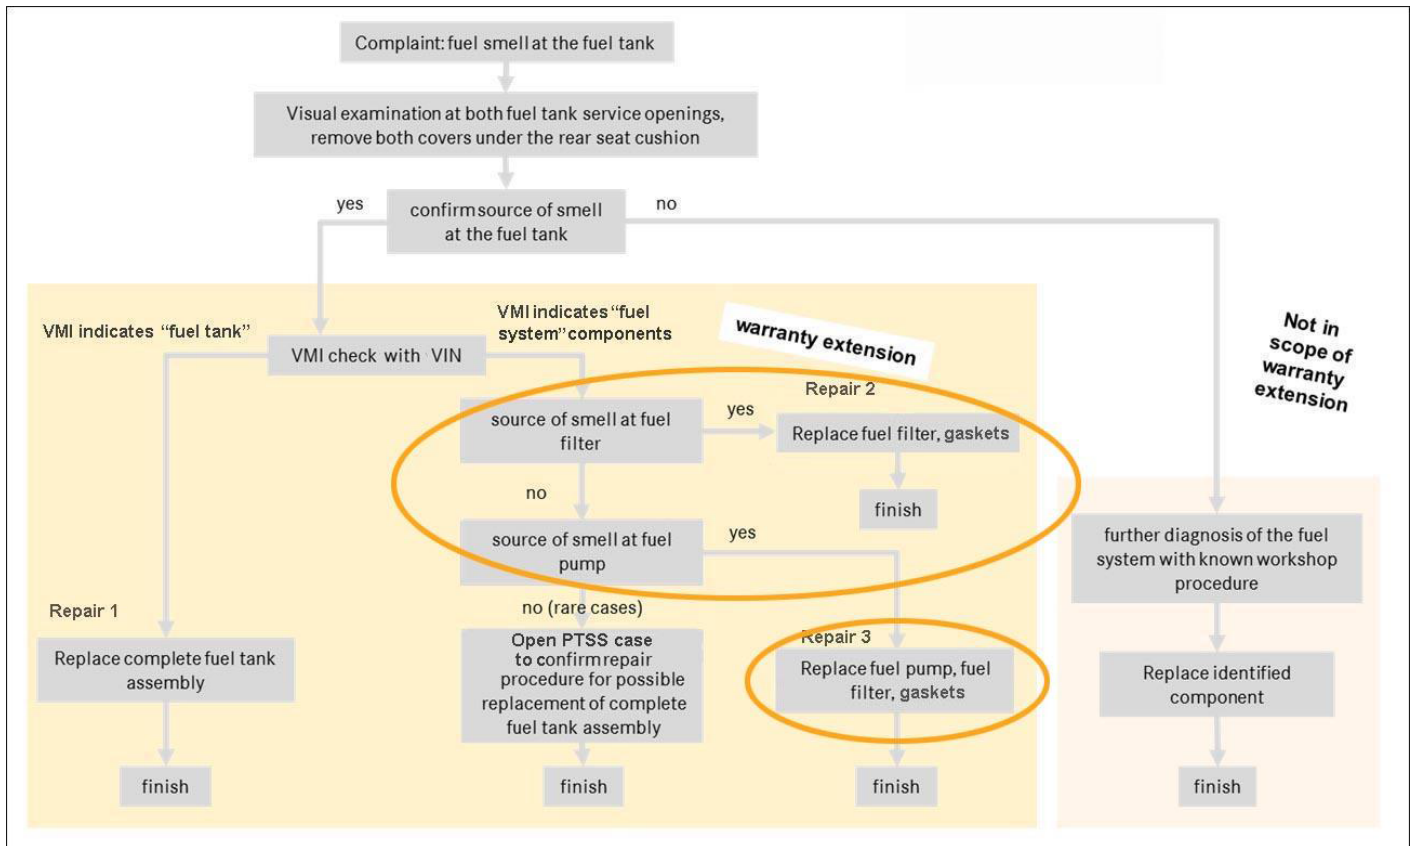 Complaint: fuel smell at the fuel tank
Visual examination at both fuel tank service openings,
remove both covers under the rear seat cushion
yes
confirm source of smell
at the fuel tank
no
VMI indicates "fuel tank"
VMI check with VIN
VMI indicates "fuel
system" components
warranty extension
Not in
scope of
warranty
extension
source of smell at fuel
filter
yes
Repair 2
Replace fuel filter, gaskets
finish
no
source of smell at fuel
pump
yes
further diagnosis of the fuel
system with known workshop
procedure
Repair 1
Replace complete fuel tank
assembly
finish
no (rare cases)
Open PTSS case
to confirm repair
procedure for possible
replacement of complete
fuel tank assembly
finish
Repair 3
Replace fuel pump, fuel
filter, gaskets
finish
Replace identified
component
finish